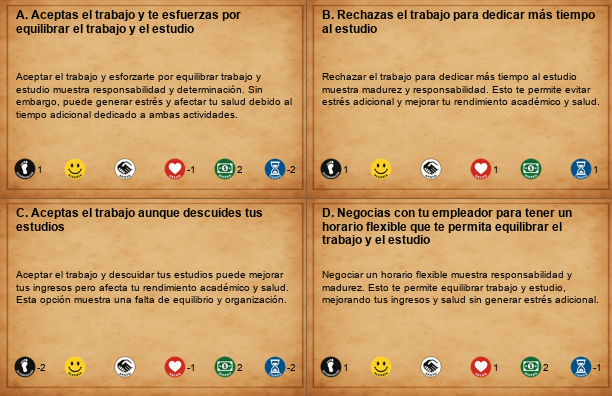 A. Aceptas el trabajo y te esfuerzas por
equilibrar el trabajo y el estudio
Aceptar el trabajo y esforzarte por equilibrar trabajo y
estudio muestra responsabilidad y determinación. Sin
embargo, puede generar estrés y afectar tu salud debido al
tiempo adicional dedicado a ambas actividades.
1
-1
2
-2
B. Rechazas el trabajo para dedicar más tiempo
al estudio
Rechazar el trabajo para dedicar más tiempo al estudio
muestra madurez y responsabilidad. Esto te permite evitar
estrés adicional y mejorar tu rendimiento académico y salud.
1
1
1
C. Aceptas el trabajo aunque descuides tus
estudios
Aceptar el trabajo y descuidar tus estudios puede mejorar
tus ingresos pero afecta tu rendimiento académico y salud.
Esta opción muestra una falta de equilibrio y organización.
-2
-1
2
-2
D. Negocias con tu empleador para tener un
horario flexible que te permita equilibrar el
trabajo y el estudio
Negociar un horario flexible muestra responsabilidad y
madurez. Esto te permite equilibrar trabajo y estudio,
mejorando tus ingresos y salud sin generar estrés adicional.
1
1
2
-1